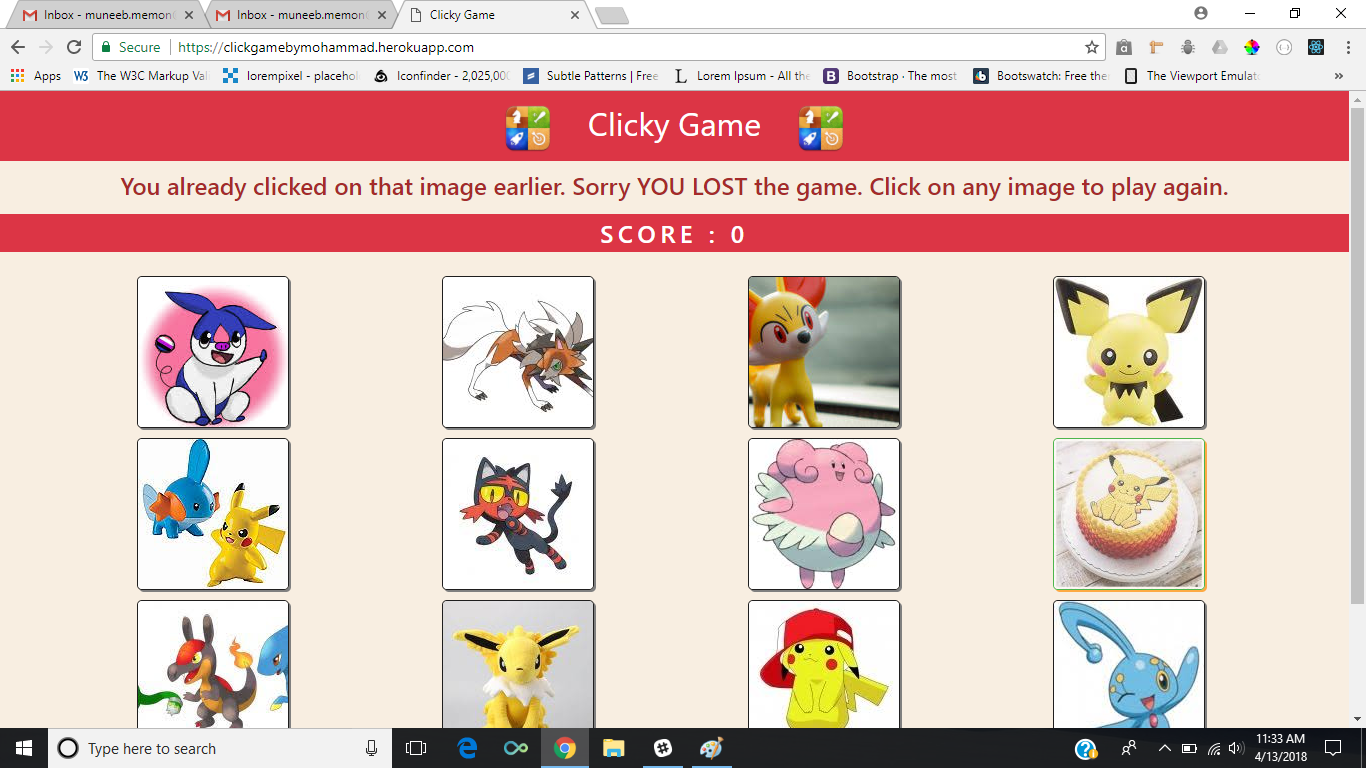 Inbox - muneeb.memon
Inbox - muneeb.memon
Clicky Game
Secure
https://clickgamebymohammad.herokuapp.com
Apps
The W3C Markup Val
lorempixel - placehol
Iconfinder - 2,025,000
Subtle Patterns | Free
Lorem Ipsum - All the
Bootstrap · The most
Bootswatch: Free the
The Viewport Emulat
»
Clicky Game
You already clicked on that image earlier. Sorry YOU LOST the game. Click on any image to play again.
SCORE : 0
Type here to search
11:33 AM
4/13/2018